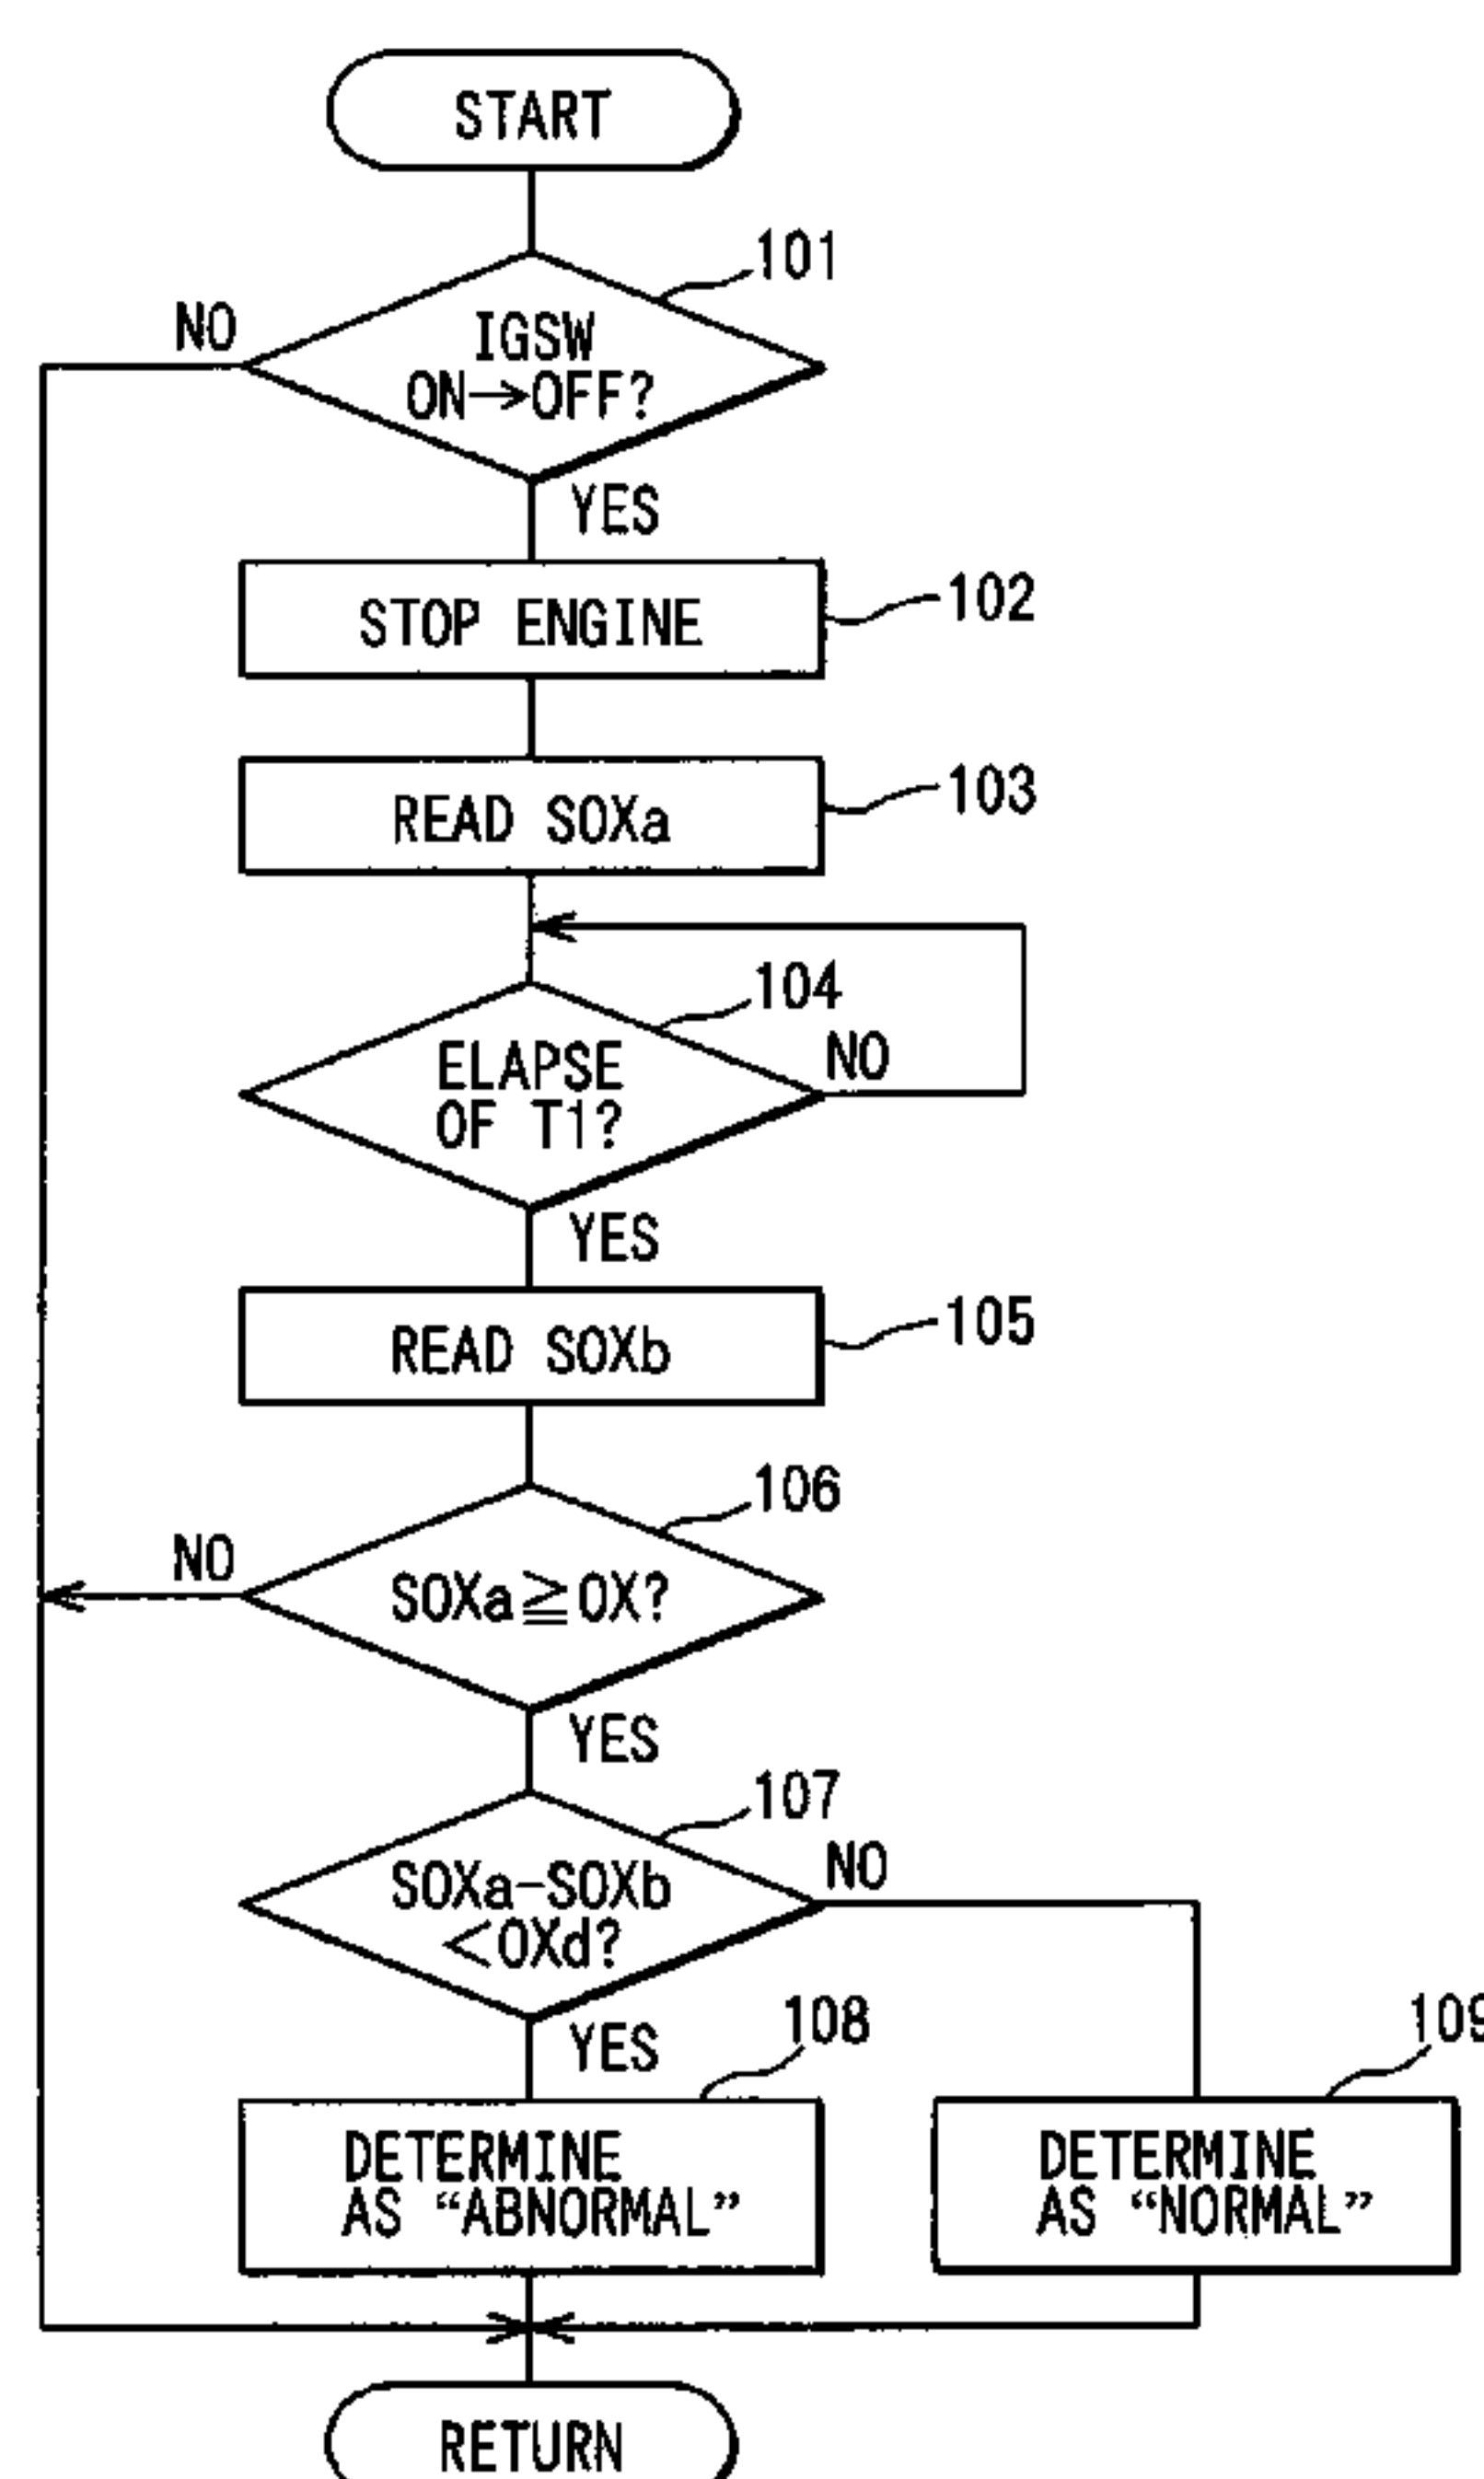 START
101
NO
IGSW
ON→OFF?
YES
STOP ENGINE
102
READ SOXa
103
104
ELAPSE
OF T1?
NO
YES
READ SOXb
105
106
NO
SOXa≧OX?
YES
107
SOXa-SOXb
<OXd?
NO
YES
108
109
DETERMINE
AS “ABNORMAL”
DETERMINE
AS “NORMAL”
RETURN